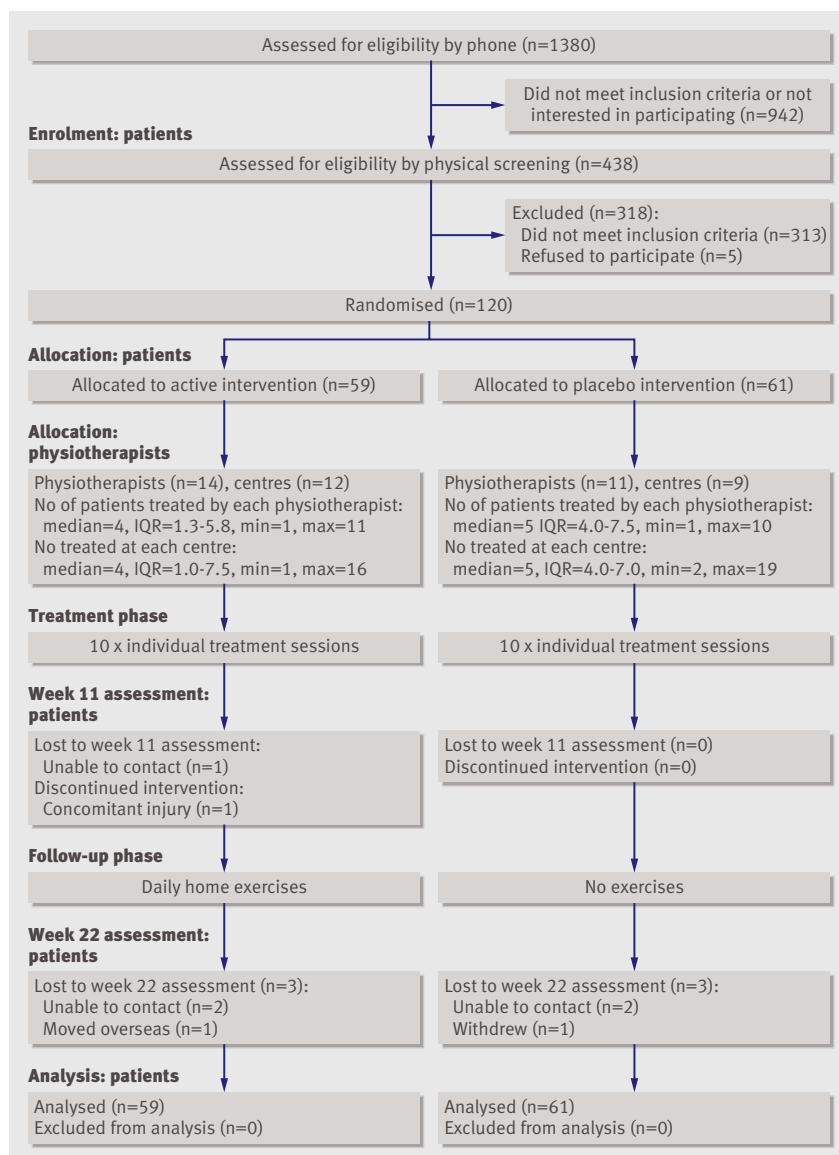 Assessed for eligibility by phone (n=1380)
Did not meet inclusion criteria or not
interested in participating (n=942)
Enrolment: patients
Assessed for eligibility by physical screening (n=438)
Excluded (n=318):
Did not meet inclusion criteria (n=313)
Refused to participate (n=5)
Randomised (n=120)
Allocation: patients
Allocated to active intervention (n=59)
Allocated to placebo intervention (n=61)
Allocation:
physiotherapists
Physiotherapists (n=14), centres (n=12)
No of patients treated by each physiotherapist:
median=4, IQR=1.3-5.8, min=1, max=11
No treated at each centre:
median=4, IQR=1.0-7.5, min=1, max=16
Physiotherapists (n=11), centres (n=9)
No of patients treated by each physiotherapist:
median=5 IQR=4.0-7.5, min=1, max=10
No treated at each centre:
median=5, IQR=4.0-7.0, min=2, max=19
Treatment phase
10 x individual treatment sessions
10 x individual treatment sessions
Week 11 assessment:
patients
Lost to week 11 assessment:
Unable to contact (n=1)
Discontinued intervention:
Concomitant injury (n=1)
Lost to week 11 assessment (n=0)
Discontinued intervention (n=0)
Follow-up phase
Daily home exercises
No exercises
Week 22 assessment:
patients
Lost to week 22 assessment (n=3):
Unable to contact (n=2)
Moved overseas (n=1)
Lost to week 22 assessment (n=3):
Unable to contact (n=2)
Withdrew (n=1)
Analysis: patients
Analysed (n=59)
Excluded from analysis (n=0)
Analysed (n=61)
Excluded from analysis (n=0)